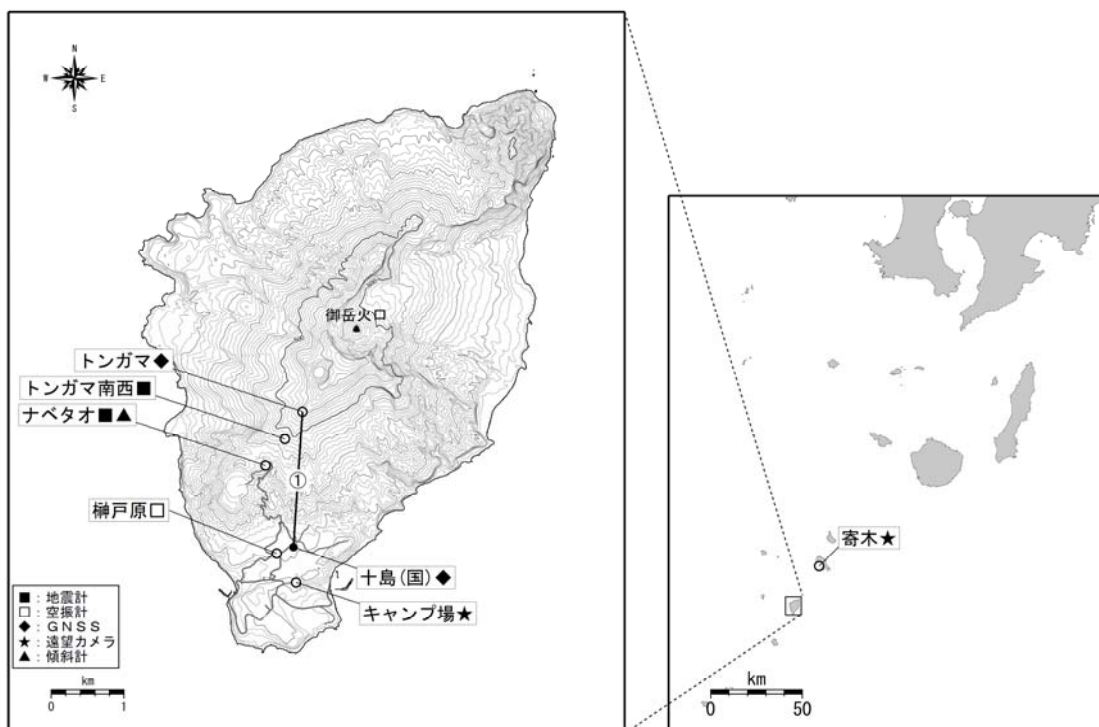 N
W E
S
御岳火口
トンガマ◆
トンガマ南西■
ナベタオ■▲
①
榊戸原□
十島(国)◆
キャンプ場★
■：地震計
□：空振計
◆：ＧＮＳＳ
★：遠望カメラ
▲：傾斜計
km
0 1
寄木★
km
0 50